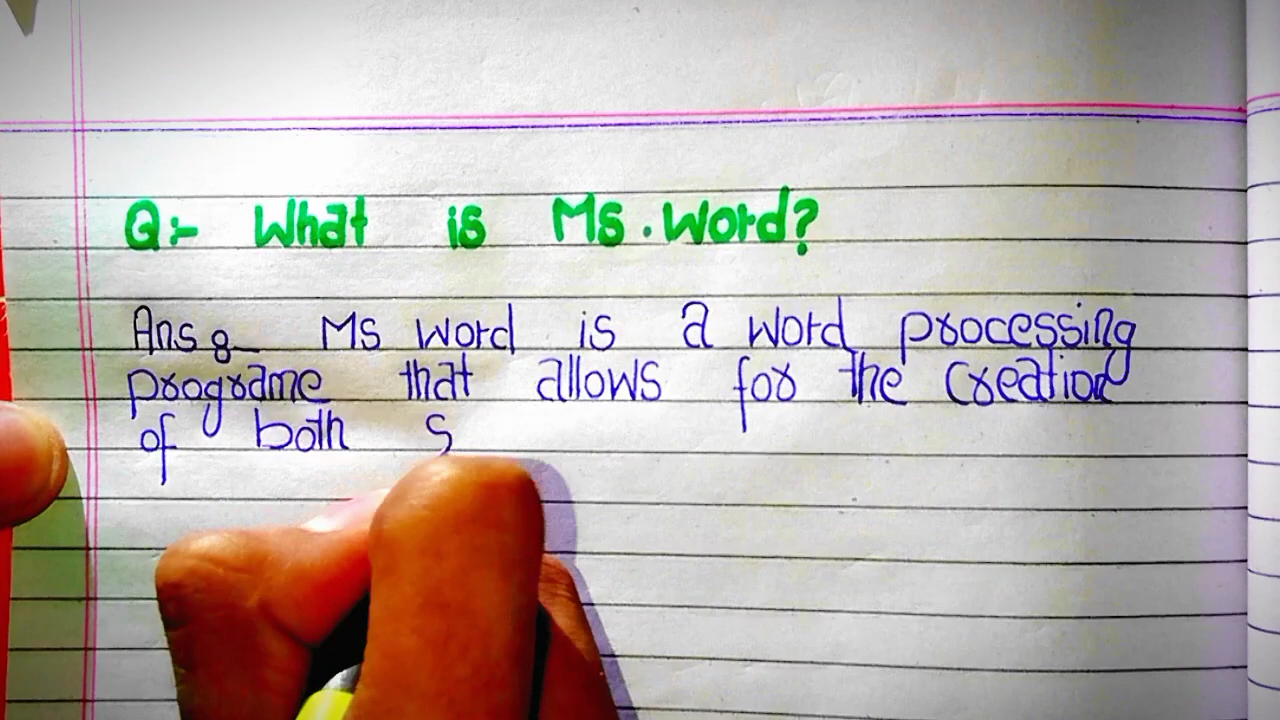 Q:- What is Ms. Word?
Ans:- Ms word is a word processing
programe that allows for the creation
of both s